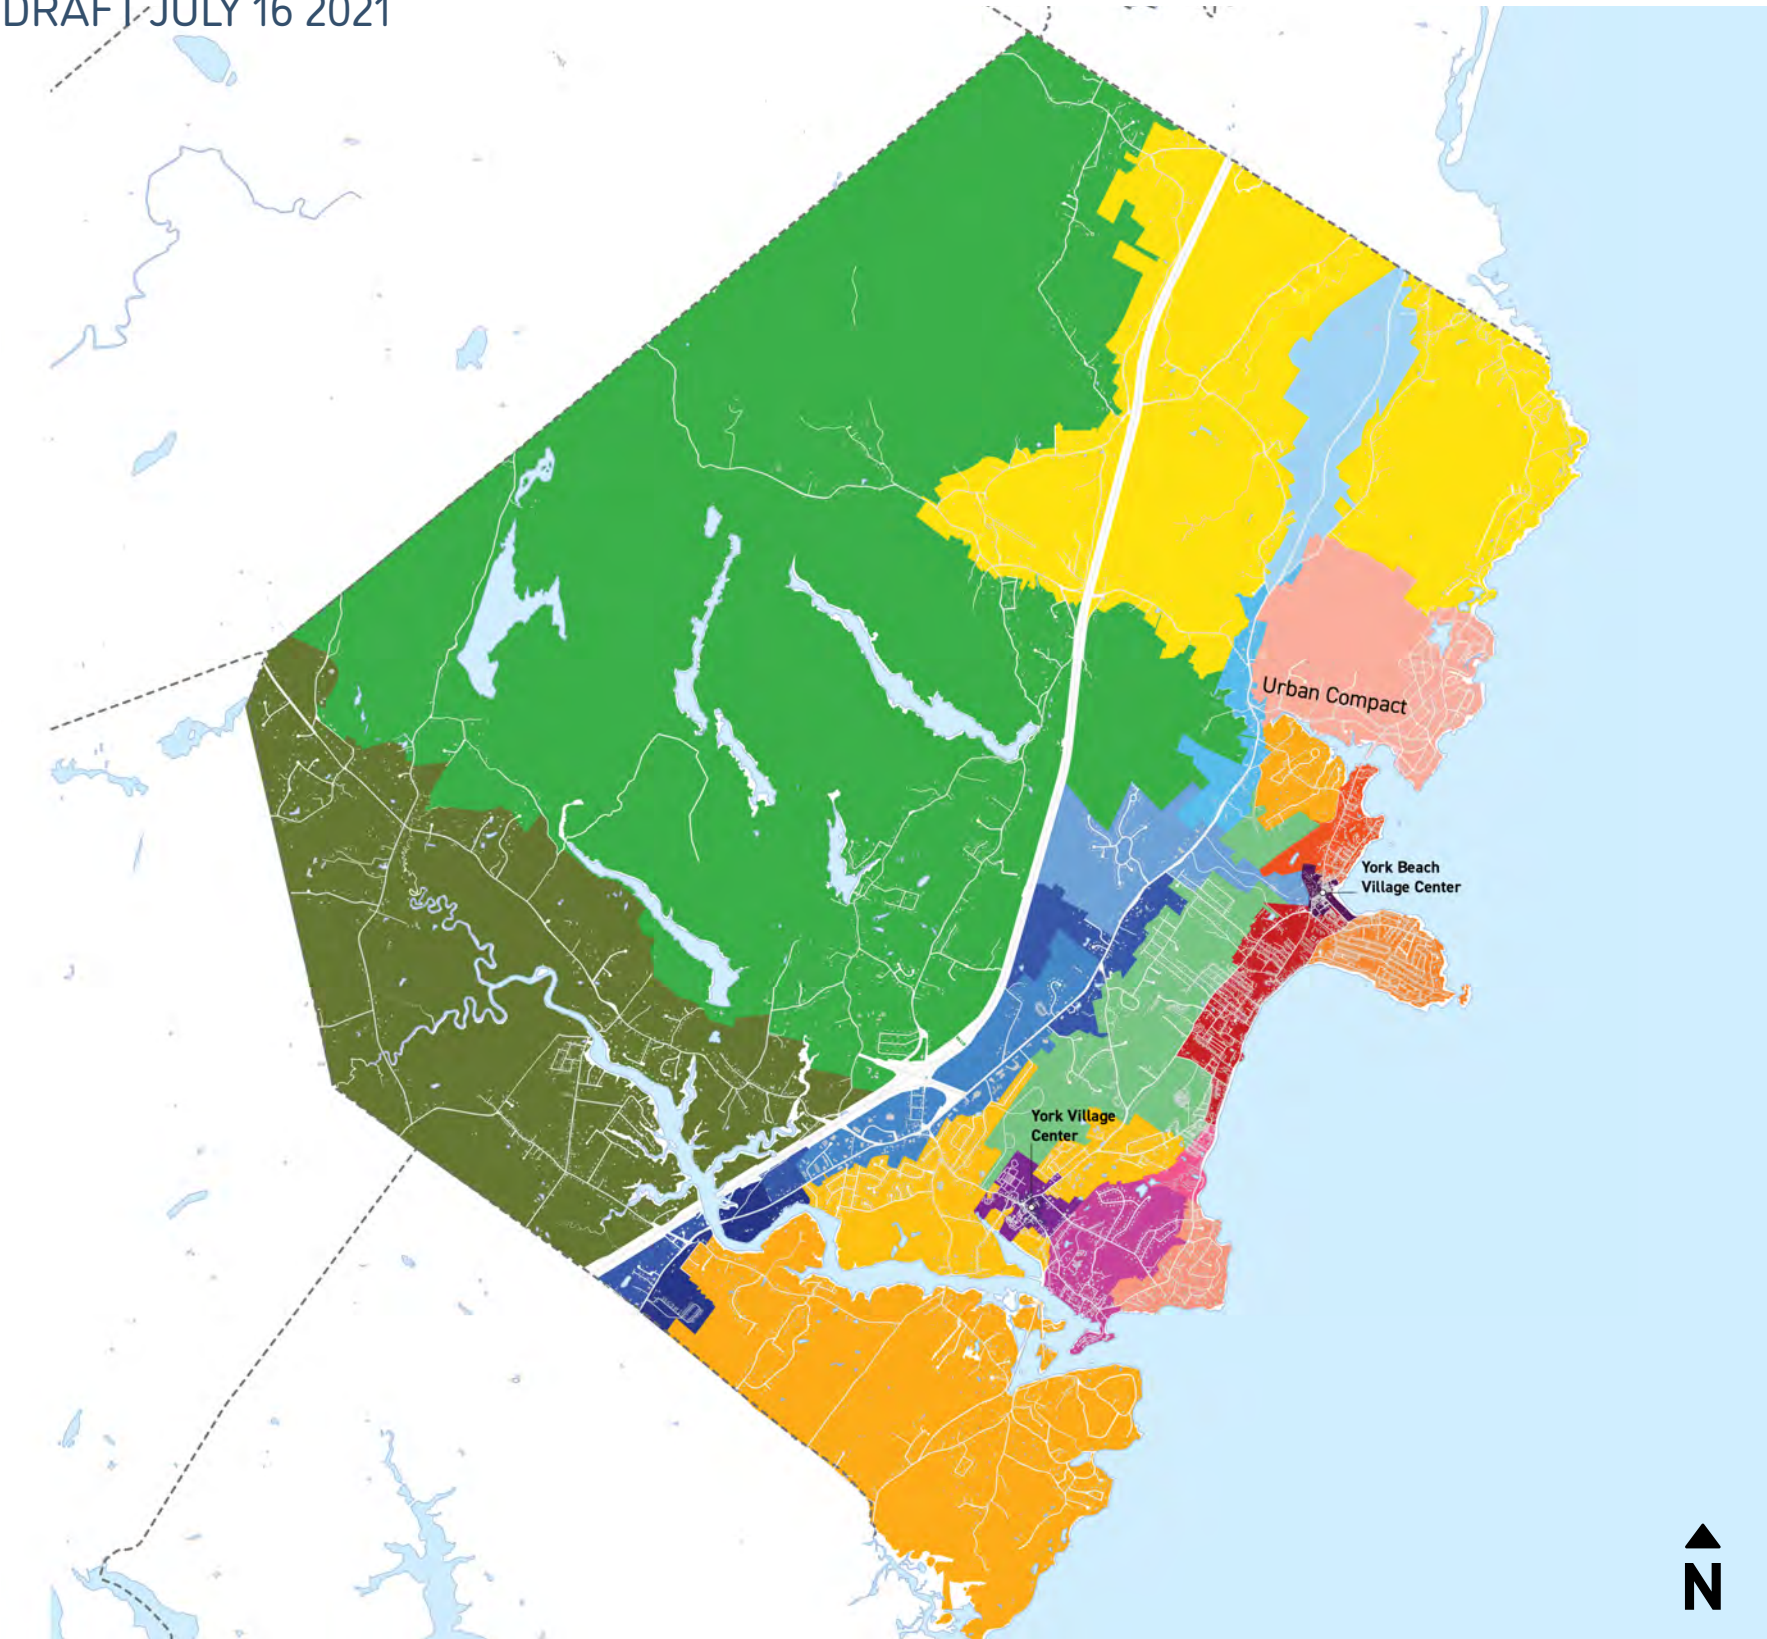 DRAFT JULY 16 2021
Urban Compact
York Beach
Village Center
York Village
Center
N